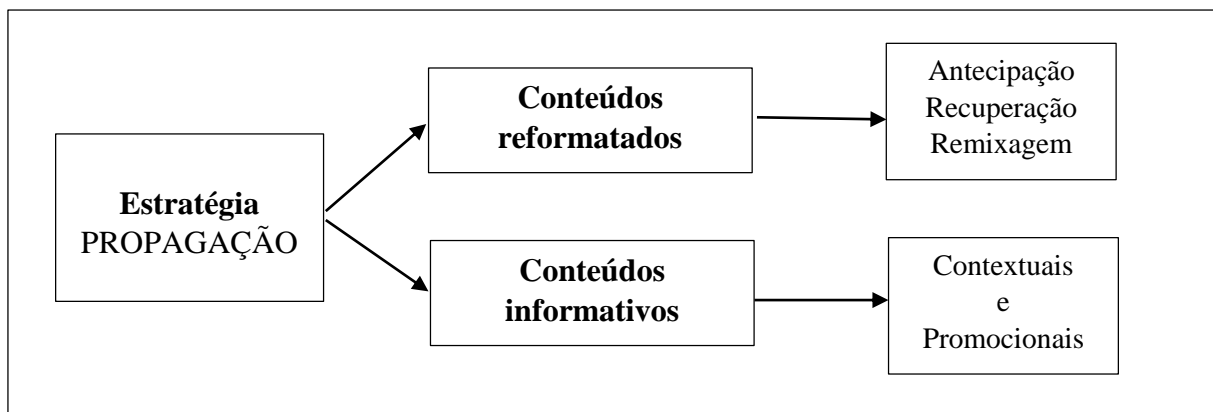 Estratégia
PROPAGAÇÃO
Conteúdos
reformatados
Antecipação
Recuperação
Remixagem
Conteúdos
informativos
Contextuais
e
Promocionais